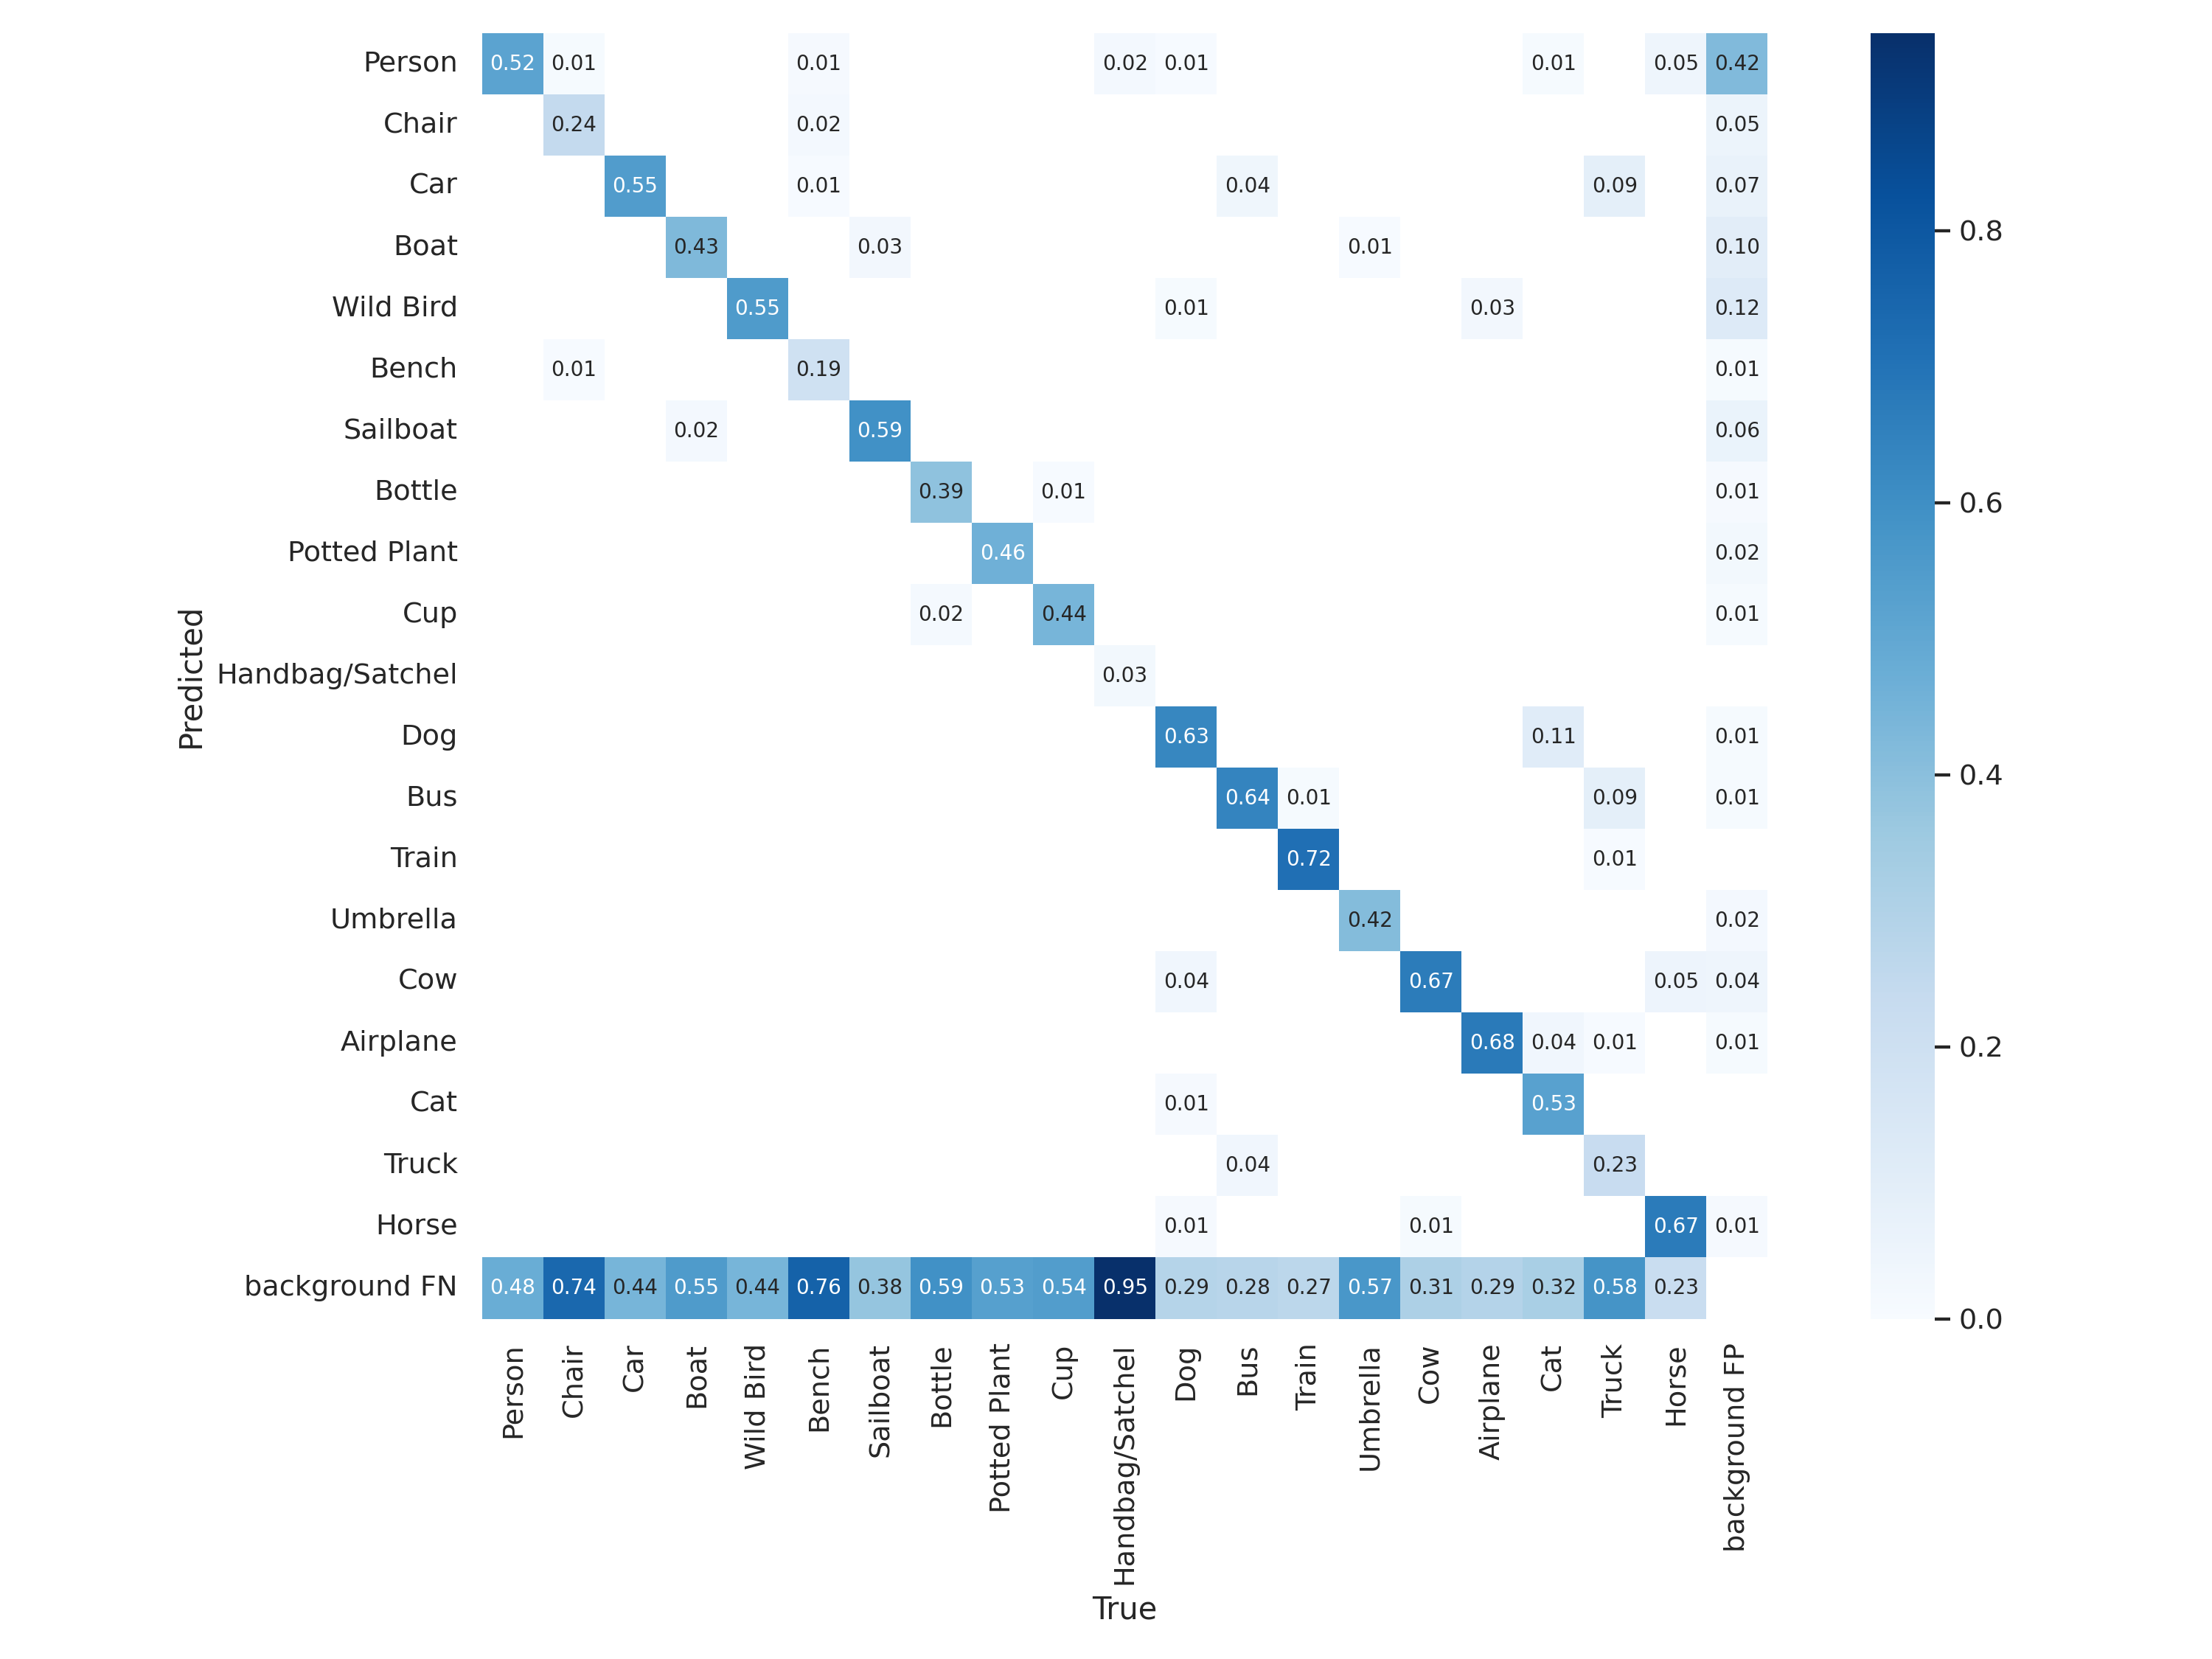 Person 0.52 0.01 0.01 0.02 0.01 0.01 0.05 0.42
Chair 0.24 0.02 0.05
Car 0.55 0.01 0.04 0.09 0.07
Boat 0.43 0.03 0.01 0.10
0.8
Wild Bird 0.55 0.01 0.03 0.12
Bench 0.01 0.19 0.01
Sailboat 0.02 0.59 0.06
Bottle 0.39 0.01 0.01
0.6
Potted Plant 0.46 0.02
Cup 0.02 0.44 0.01
Predicted
Handbag/Satchel 0.03
Dog 0.63 0.11 0.01
0.4
Bus 0.64 0.01 0.09 0.01
Train 0.72 0.01
Umbrella 0.42 0.02
Cow 0.04 0.67 0.05 0.04
Airplane 0.68 0.04 0.01 0.01
0.2
Cat 0.01 0.53
Truck 0.04 0.23
Horse 0.01 0.01 0.67 0.01
background FN 0.48 0.74 0.44 0.55 0.44 0.76 0.38 0.59 0.53 0.54 0.95 0.29 0.28 0.27 0.57 0.31 0.29 0.32 0.58 0.23
0.0
Person
Chair
Car
Boat
Wild Bird
Bench
Sailboat
Bottle
Potted Plant
Cup
Handbag/Satchel
Dog
Bus
Train
Umbrella
Cow
Airplane
Cat
Truck
Horse
background FP
True